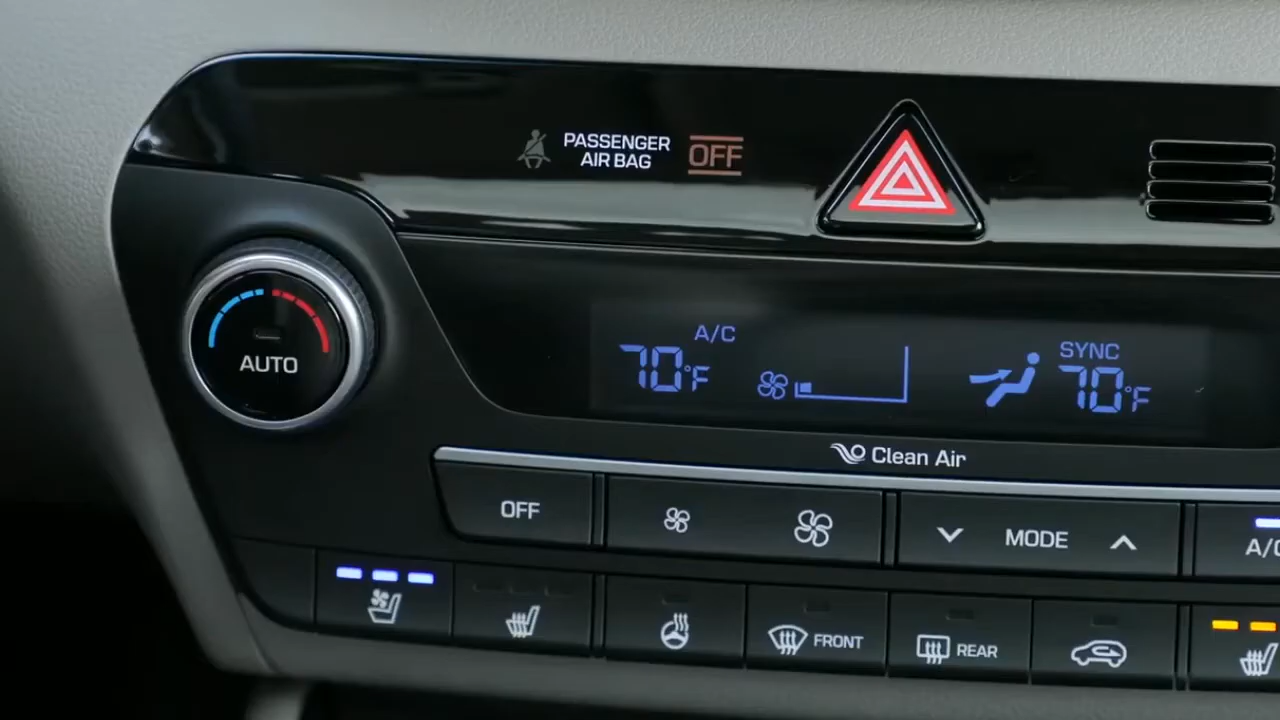 PASSENGER
AIR BAG
OFF
A/C
SYNC
70°F
70°F
AUTO
Clean Air
OFF
MODE
A/C
FRONT
REAR